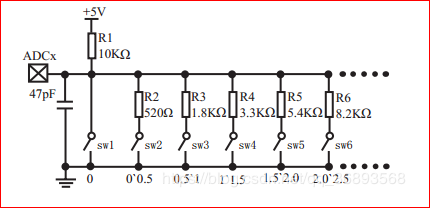 +5V
R1
10KΩ
ADCx
47pF
R2
520Ω
R3
1.8KΩ
R4
3.3KΩ
R5
5.4KΩ
R6
8.2KΩ
sw1
sw2
sw3
sw4
sw5
sw6
0
0~0.5
0.5~1
1~1.5
1.5~2.0
2.0~2.5